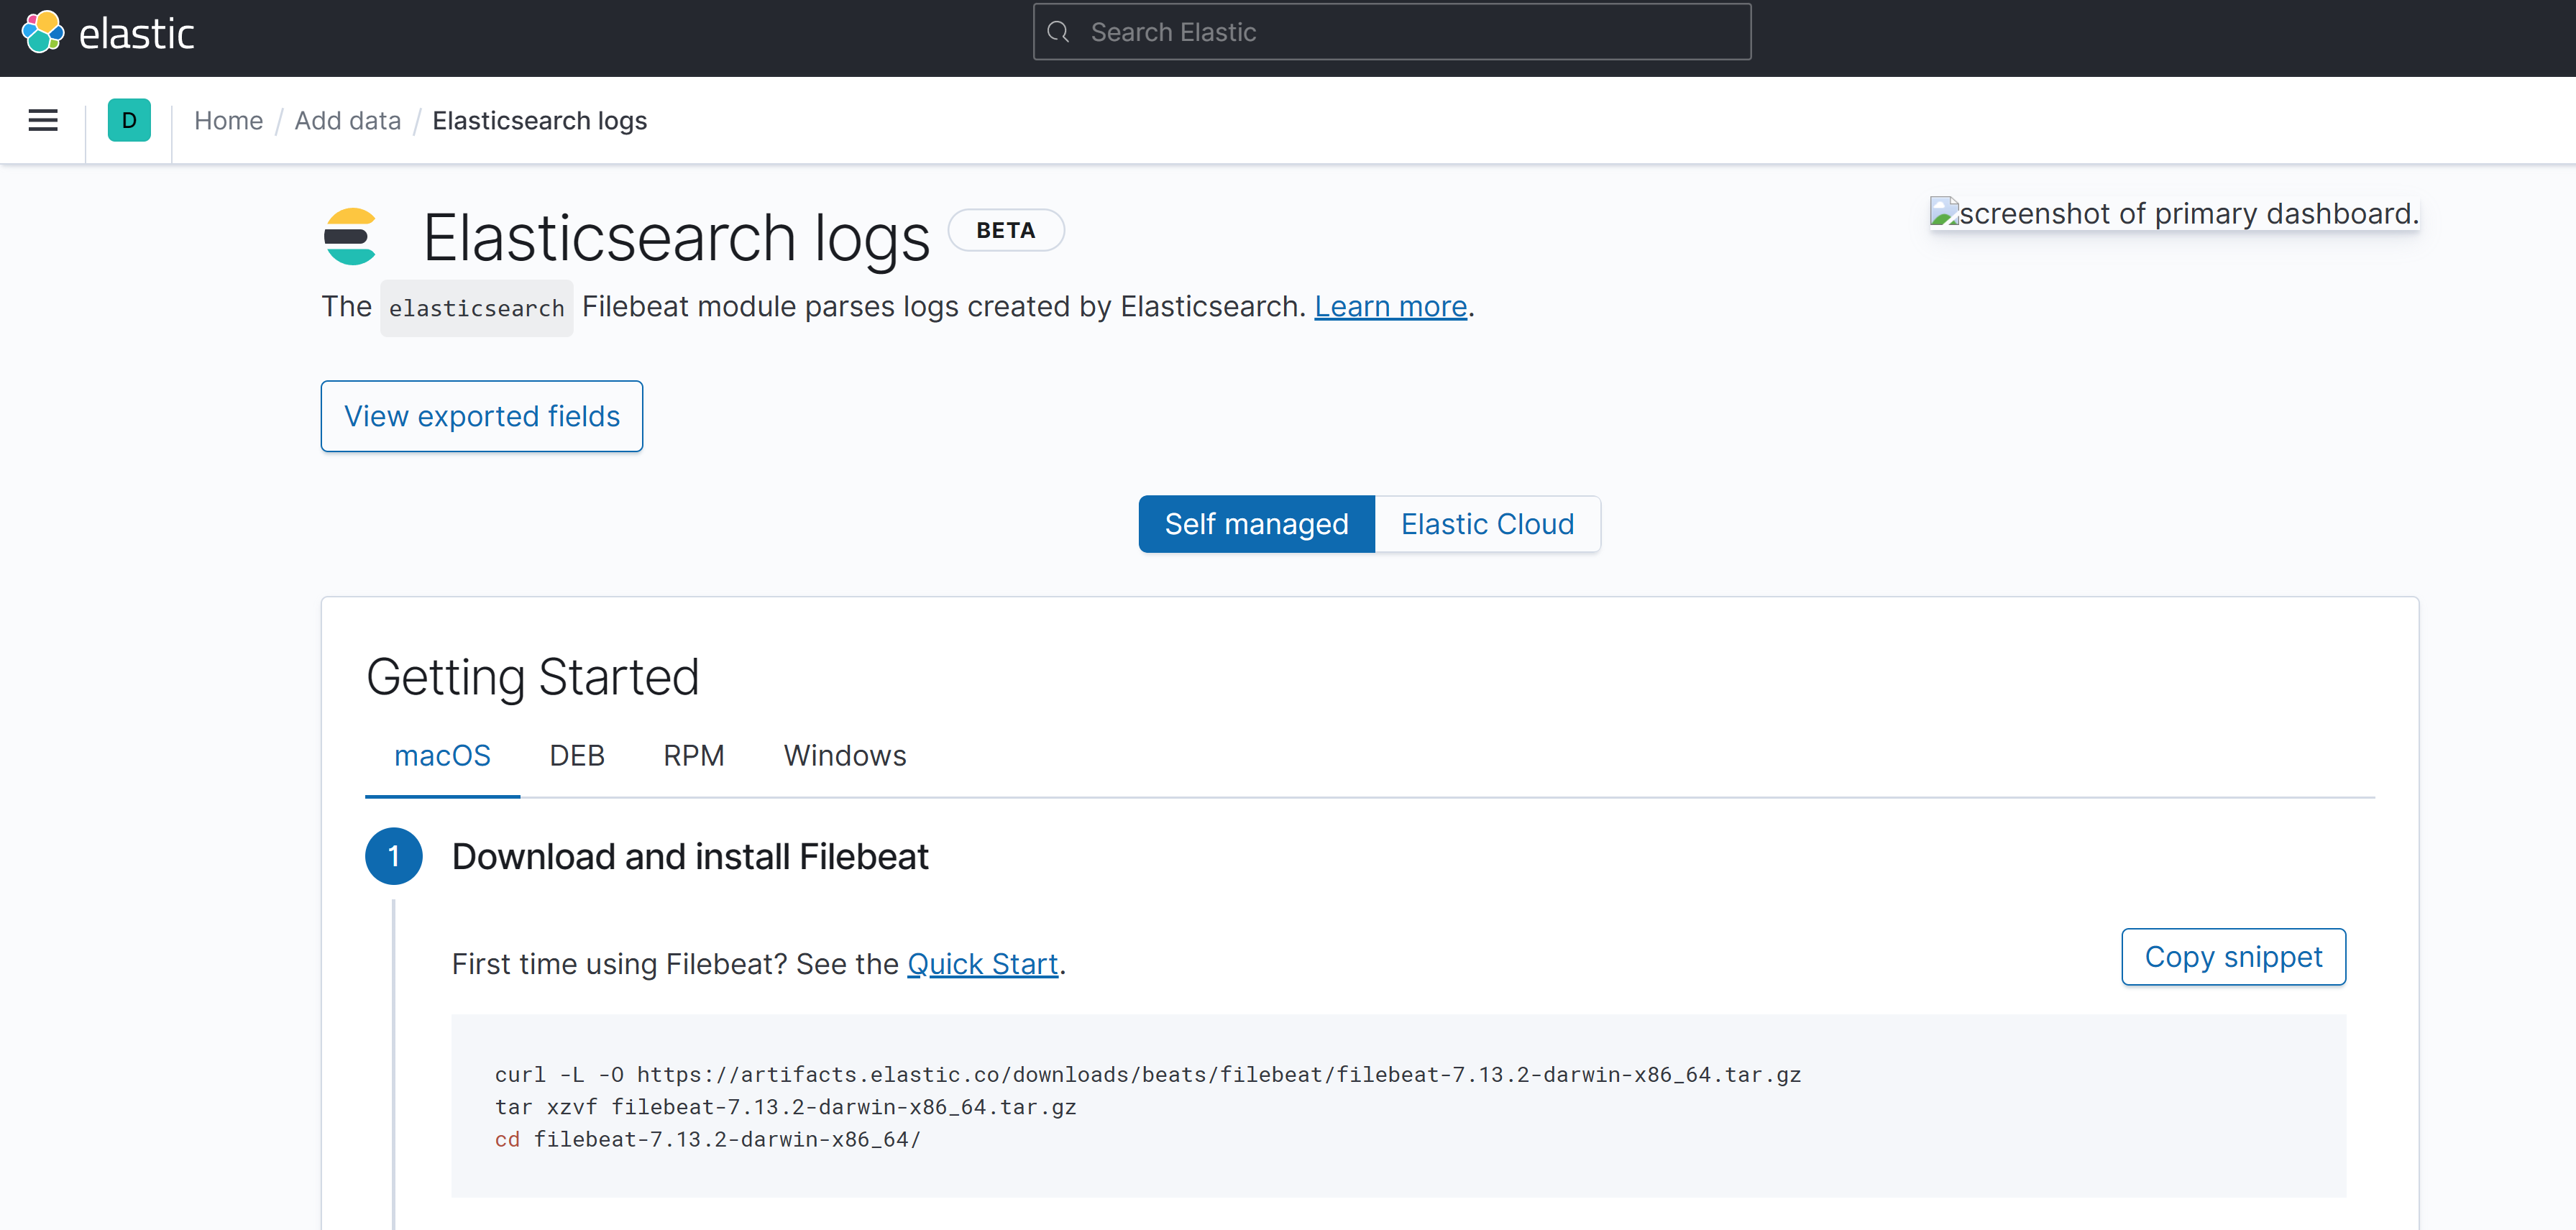 elastic
Search Elastic
D
Home / Add data / Elasticsearch logs
Elasticsearch logs BETA
screenshot of primary dashboard.
The elasticsearch Filebeat module parses logs created by Elasticsearch. Learn more.
View exported fields
Self managed Elastic Cloud
Getting Started
macOS DEB RPM Windows
1 Download and install Filebeat
First time using Filebeat? See the Quick Start.
Copy snippet
curl -L -O https://artifacts.elastic.co/downloads/beats/filebeat/filebeat-7.13.2-darwin-x86_64.tar.gz
tar xzvf filebeat-7.13.2-darwin-x86_64.tar.gz
cd filebeat-7.13.2-darwin-x86_64/